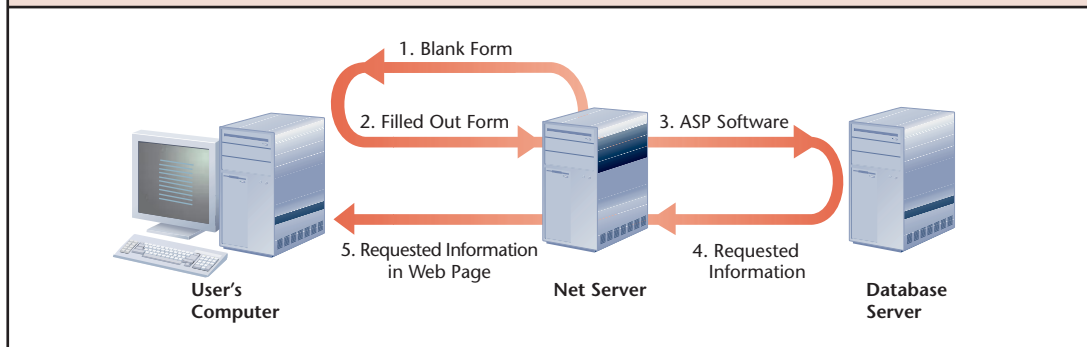 1. Blank Form
2. Filled Out Form
3. ASP Software
4. Requested
Information
5. Requested Information
in Web Page
User's
Computer
Net Server
Database
Server